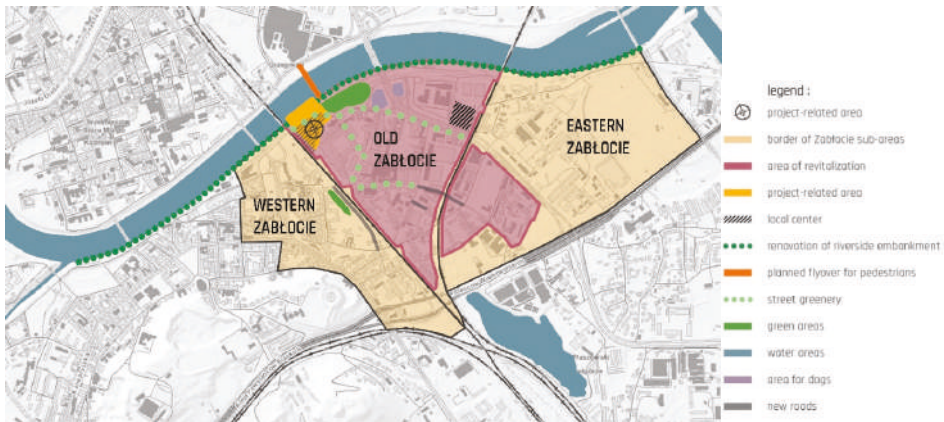 OLD
ZABŁOCIE
EASTERN
ZABŁOCIE
WESTERN
ZABŁOCIE
legend :
project-related area
border of Zabłocie sub-areas
area of revitalization
project-related area
local center
renovation of riverside embankment
planned flyover for pedestrians
street greenery
green areas
water areas
area for dogs
new roads